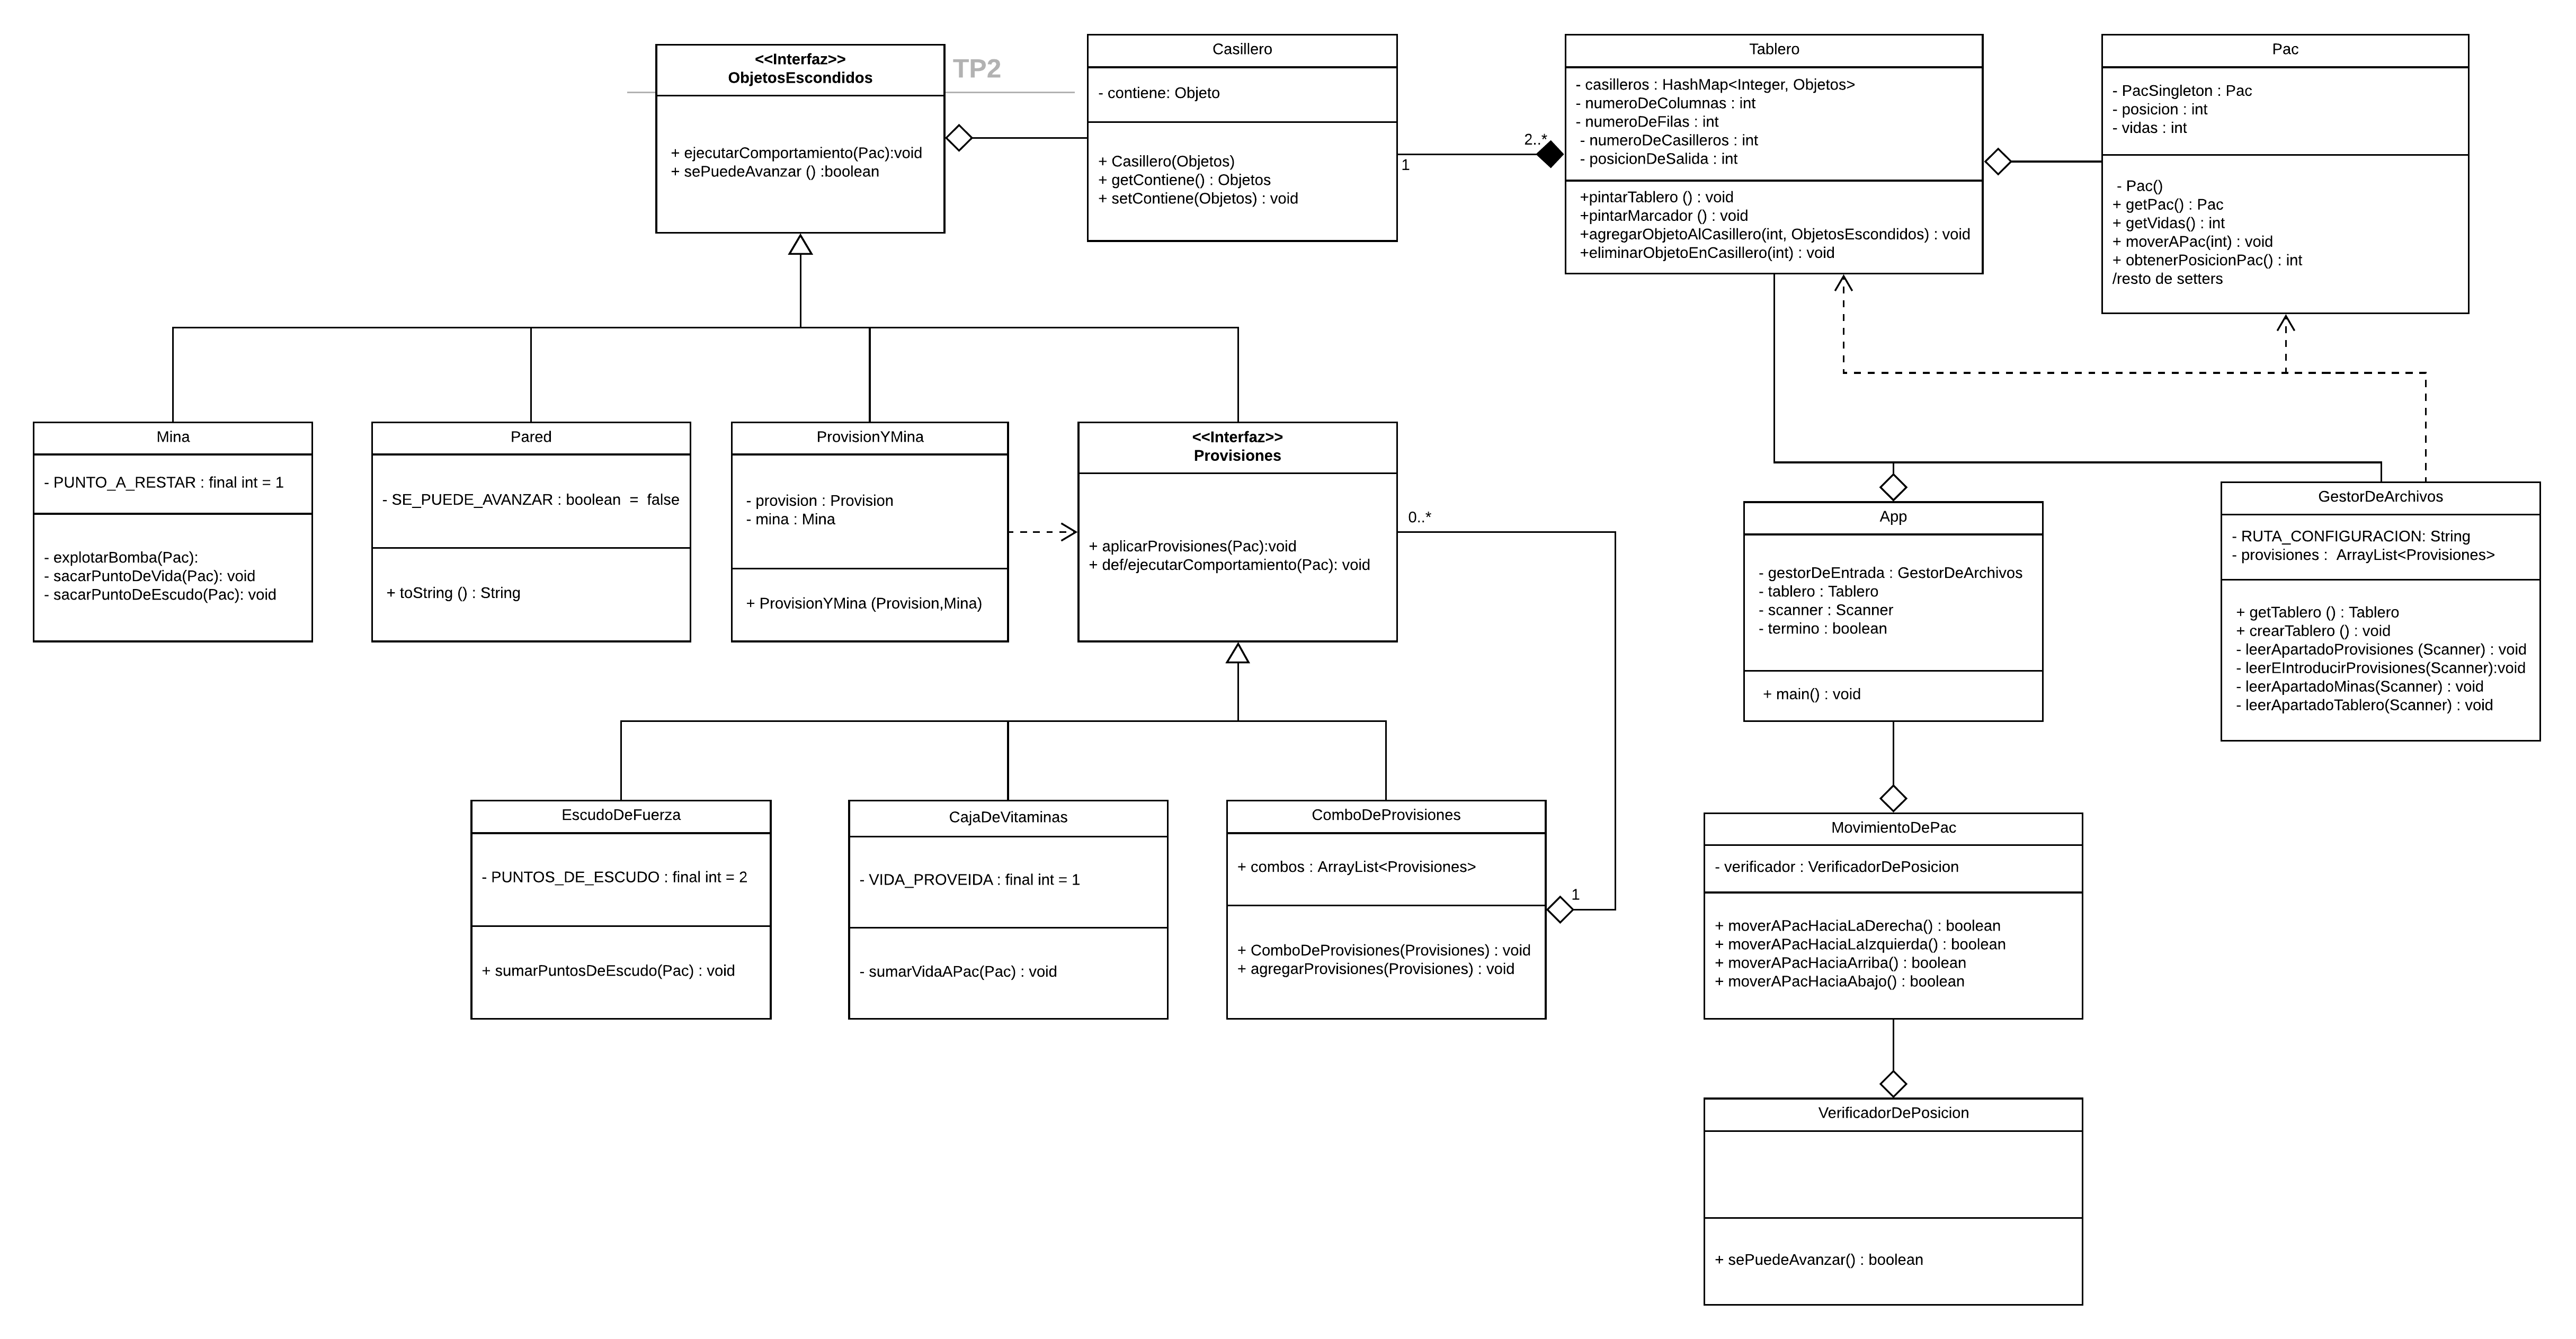 <<Interfaz>>
ObjetosEscondidos
+ ejecutarComportamiento(Pac):void
+ sePuedeAvanzar () :boolean
TP2
Casillero
- contiene: Objeto
+ Casillero(Objetos)
+ getContiene() : Objetos
+ setContiene(Objetos) : void
1
2..*
Tablero
- casilleros : HashMap<Integer, Objetos>
- numeroDeColumnas : int
- numeroDeFilas : int
- numeroDeCasilleros : int
- posicionDeSalida : int
+pintarTablero () : void
+pintarMarcador () : void
+agregarObjetoAlCasillero(int, ObjetosEscondidos) : void
+eliminarObjetoEnCasillero(int) : void
Pac
- PacSingleton : Pac
- posicion : int
- vidas : int
- Pac()
+ getPac() : Pac
+ getVidas() : int
+ moverAPac(int) : void
+ obtenerPosicionPac() : int
/resto de setters
Mina
- PUNTO_A_RESTAR : final int = 1
- explotarBomba(Pac):
- sacarPuntoDeVida(Pac): void
- sacarPuntoDeEscudo(Pac): void
Pared
- SE_PUEDE_AVANZAR : boolean = false
+ toString () : String
ProvisionYMina
- provision : Provision
- mina : Mina
+ ProvisionYMina (Provision,Mina)
<<Interfaz>>
Provisiones
+ aplicarProvisiones(Pac):void
+ def/ejecutarComportamiento(Pac): void
0..*
App
- gestorDeEntrada : GestorDeArchivos
- tablero : Tablero
- scanner : Scanner
- termino : boolean
+ main() : void
GestorDeArchivos
- RUTA_CONFIGURACION: String
- provisiones : ArrayList<Provisiones>
+ getTablero () : Tablero
+ crearTablero () : void
- leerApartadoProvisiones (Scanner) : void
- leerEIntroducirProvisiones(Scanner):void
- leerApartadoMinas(Scanner) : void
- leerApartadoTablero(Scanner) : void
EscudoDeFuerza
- PUNTOS_DE_ESCUDO : final int = 2
+ sumarPuntosDeEscudo(Pac) : void
CajaDeVitaminas
- VIDA_PROVEIDA : final int = 1
- sumarVidaAPac(Pac) : void
ComboDeProvisiones
+ combos : ArrayList<Provisiones>
+ ComboDeProvisiones(Provisiones) : void
+ agregarProvisiones(Provisiones) : void
1
MovimientoDePac
- verificador : VerificadorDePosicion
+ moverAPacHaciaLaDerecha() : boolean
+ moverAPacHaciaLaIzquierda() : boolean
+ moverAPacHaciaArriba() : boolean
+ moverAPacHaciaAbajo() : boolean
VerificadorDePosicion
+ sePuedeAvanzar() : boolean